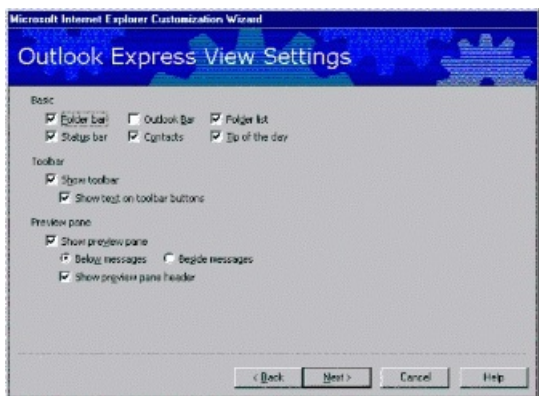 Microsoft Internet Explorer Customization Wizard
Outlook Express View Settings
Basic
Folder bar Outlook Bar Folder list
Status bar Contacts Tip of the day
Toolbar
Show toolbar
Show text on toolbar buttons
Preview pane
Show preview pane
Below messages Beside messages
Show preview pane header
< Back Next > Cancel Help